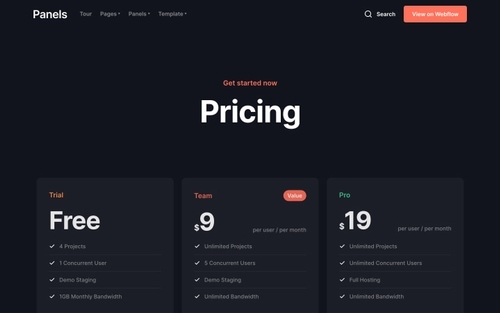 Panels
Tour Pages Panels Template
Search
View on Webflow
Get started now
Pricing
Trial
Free
4 Projects
1 Concurrent User
Demo Staging
1GB Monthly Bandwidth
Team Value
$9 per user / per month
Unlimited Projects
5 Concurrent Users
Demo Staging
Unlimited Bandwidth
Pro
$19 per user / per month
Unlimited Projects
Unlimited Concurrent Users
Full Hosting
Unlimited Bandwidth